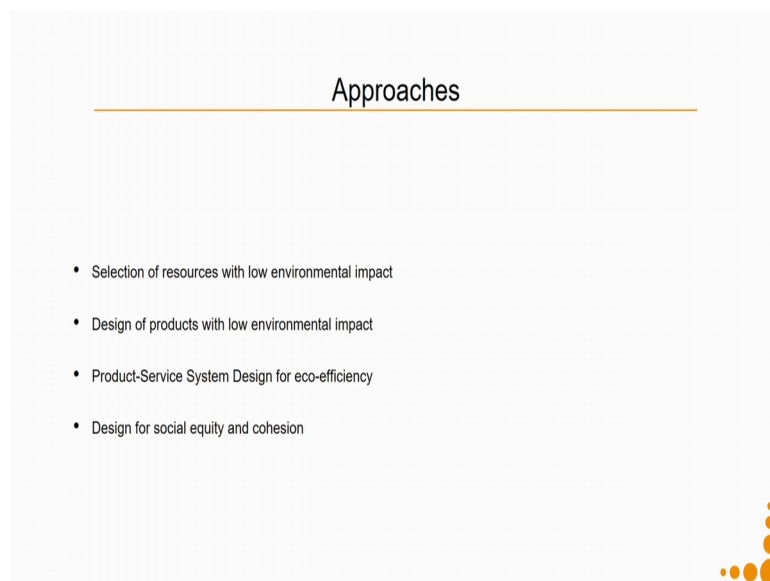 Approaches
• Selection of resources with low environmental impact
• Design of products with low environmental impact
• Product-Service System Design for eco-efficiency
• Design for social equity and cohesion